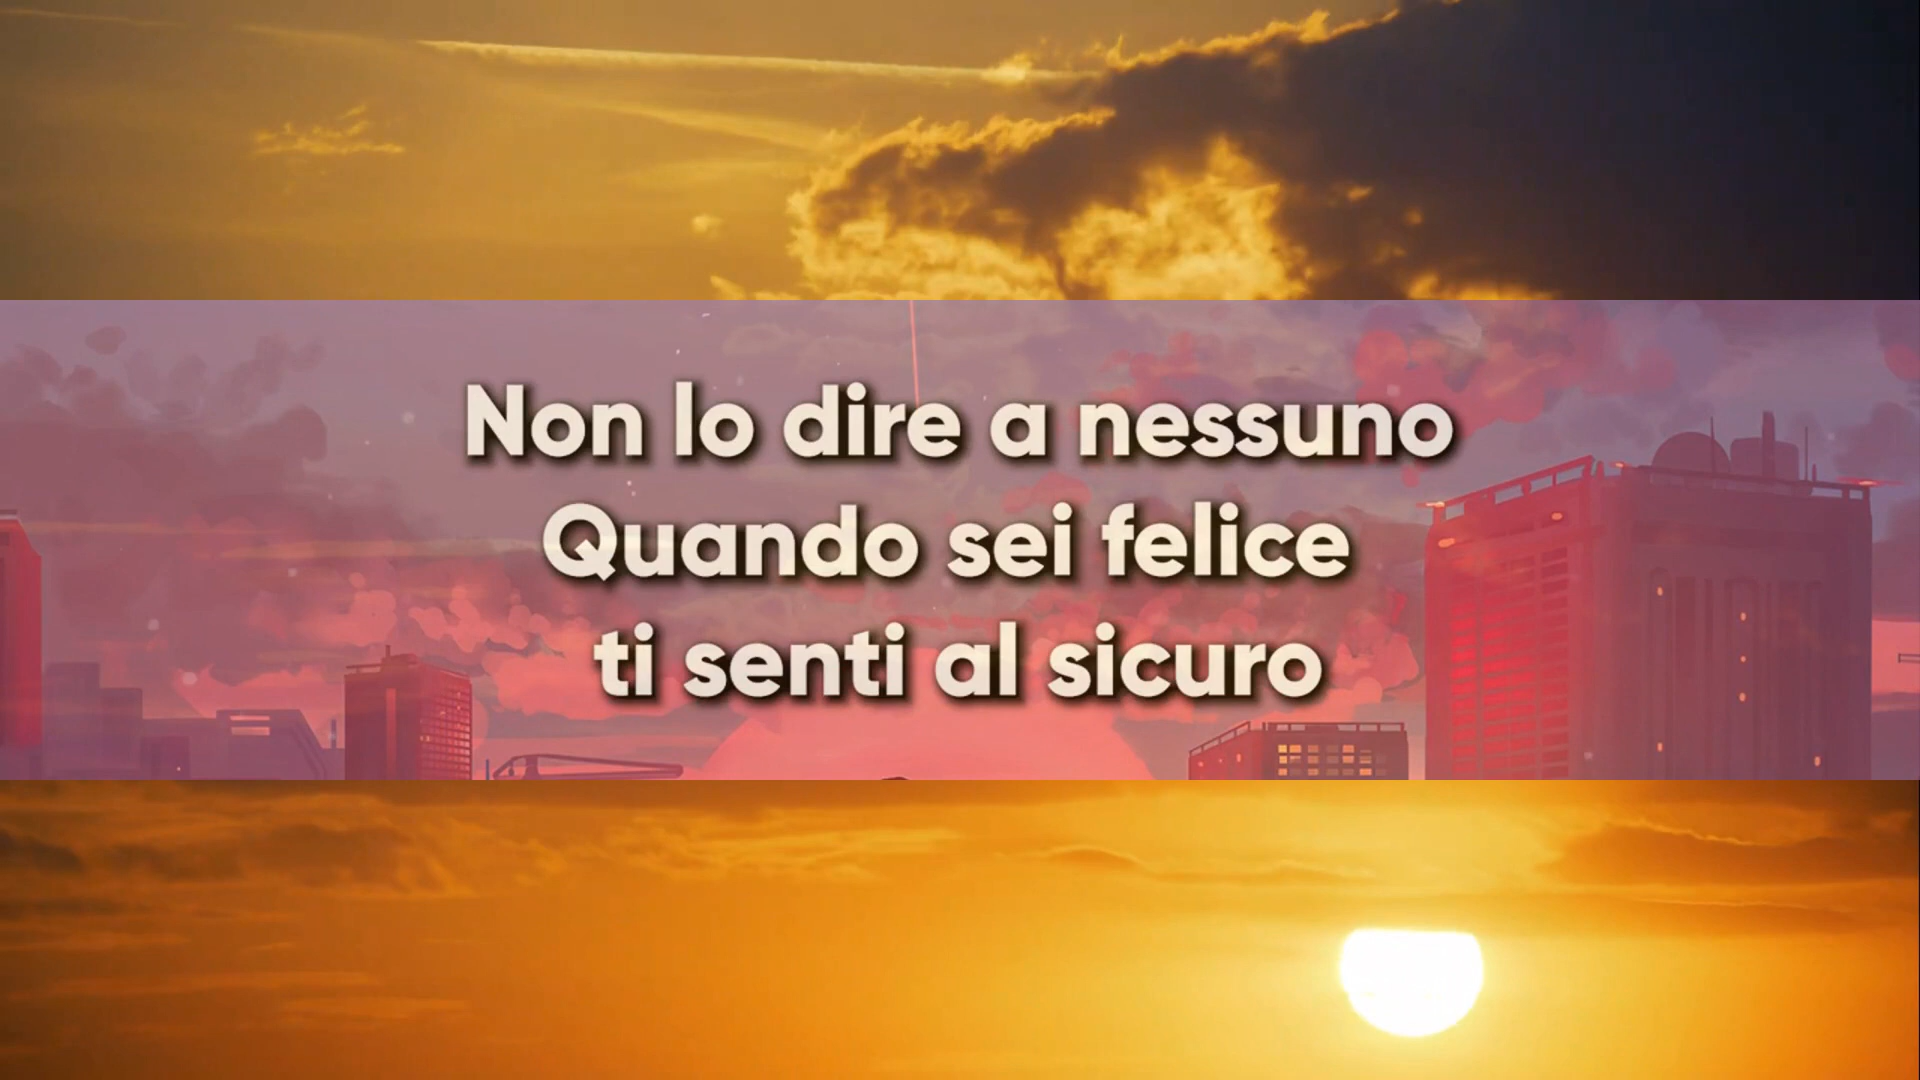 Non lo dire a nessuno
Quando sei felice
ti senti al sicuro